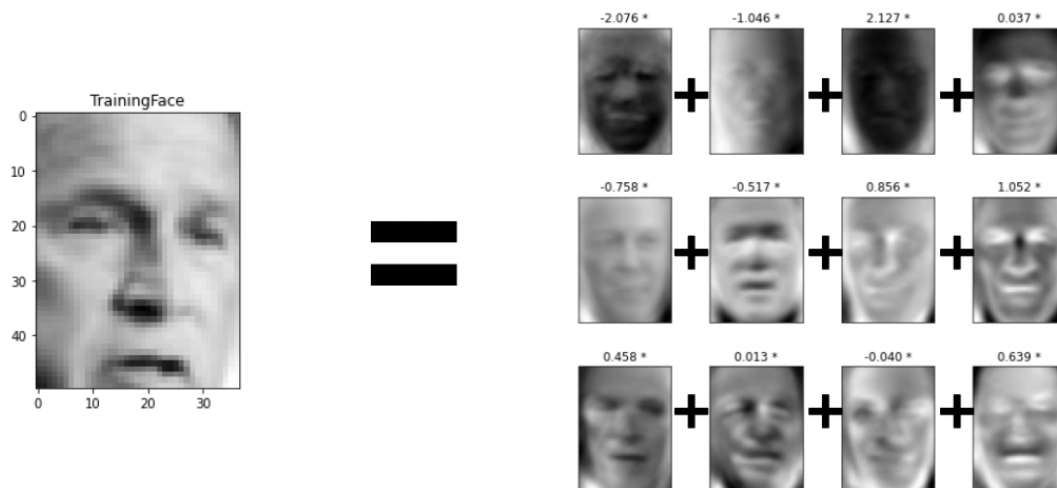 TrainingFace
0
10
20
30
40
0 10 20 30
-2.076 * -1.046 * 2.127 * 0.037 *
+ + +
-0.758 * -0.517 * 0.856 * 1.052 *
+ + +
0.458 * 0.013 * -0.040 * 0.639 *
+ + +
=